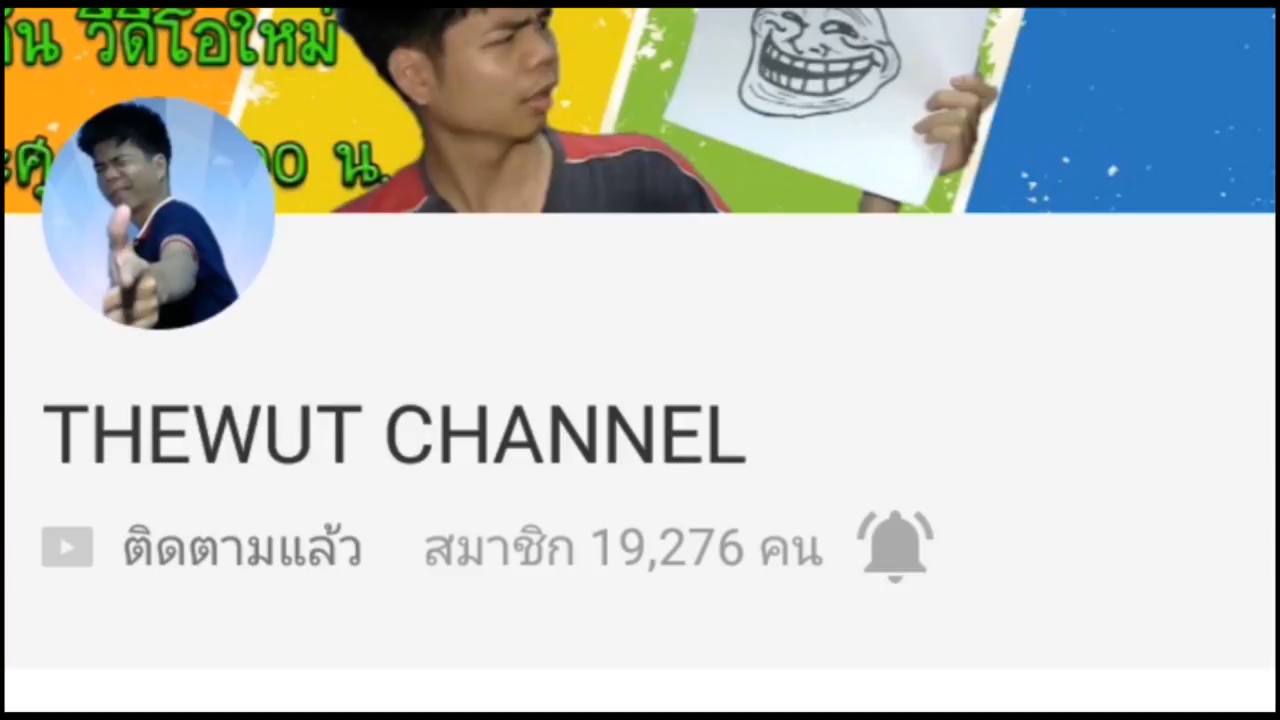 วีดีโอใหม่
น.
THEWUT CHANNEL
ติดตามแล้ว สมาชิก 19,276 คน